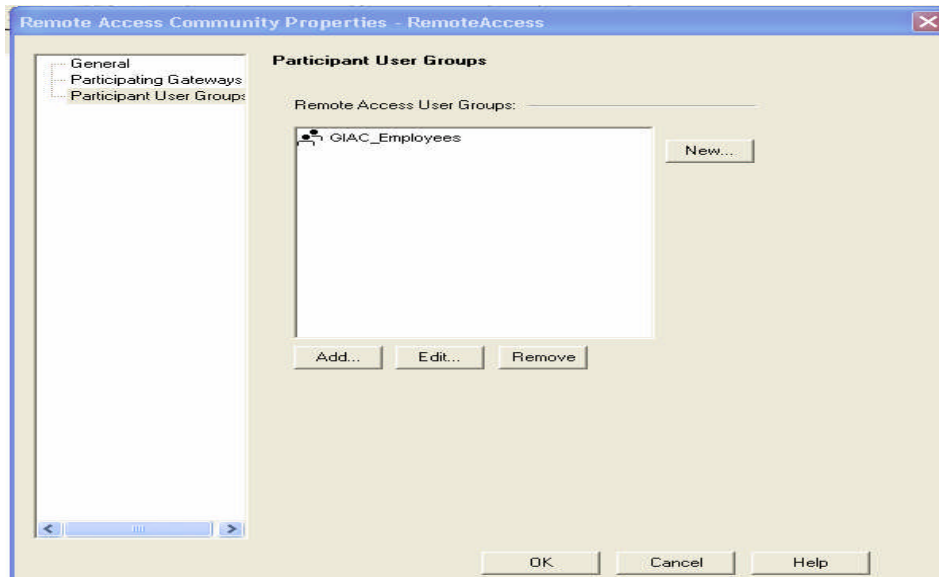 Remote Access Community Properties - RemoteAccess
General
Participating Gateways
Participant User Groups
Participant User Groups
Remote Access User Groups:
GIAC_Employees
New...
Add...
Edit...
Remove
OK
Cancel
Help